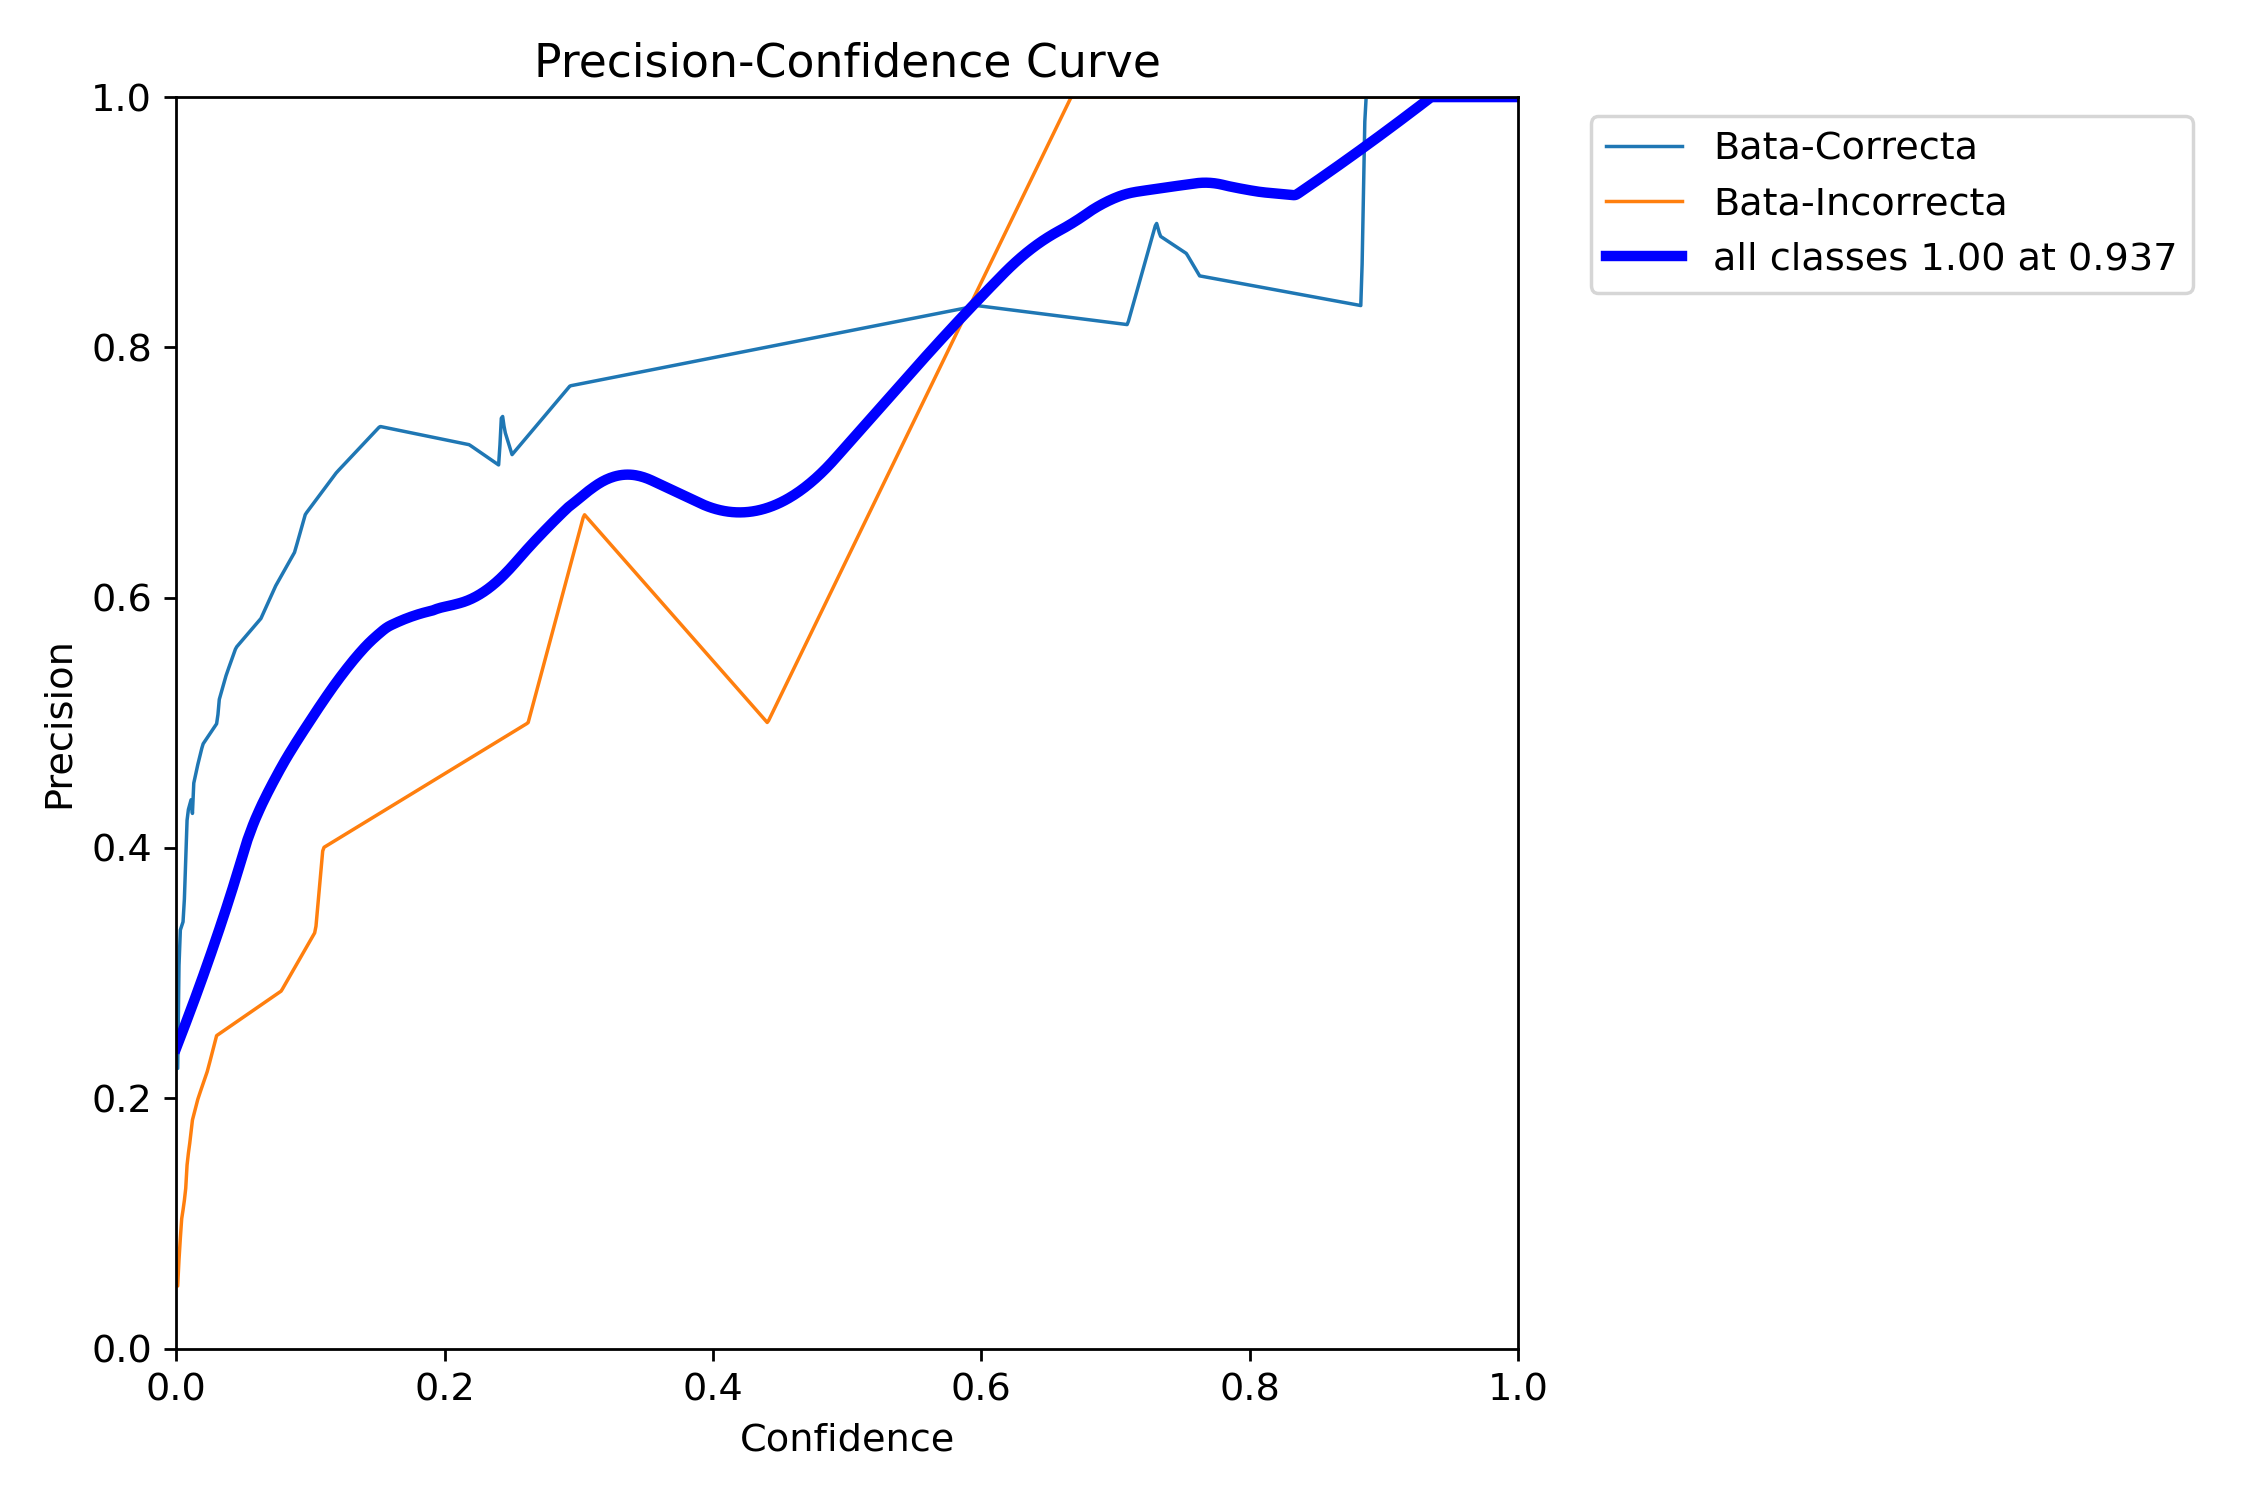 Precision-Confidence Curve
Bata-Correcta
Bata-Incorrecta
all classes 1.00 at 0.937
Precision
1.0
0.8
0.6
0.4
0.2
0.0
0.0 0.2 0.4 0.6 0.8 1.0
Confidence